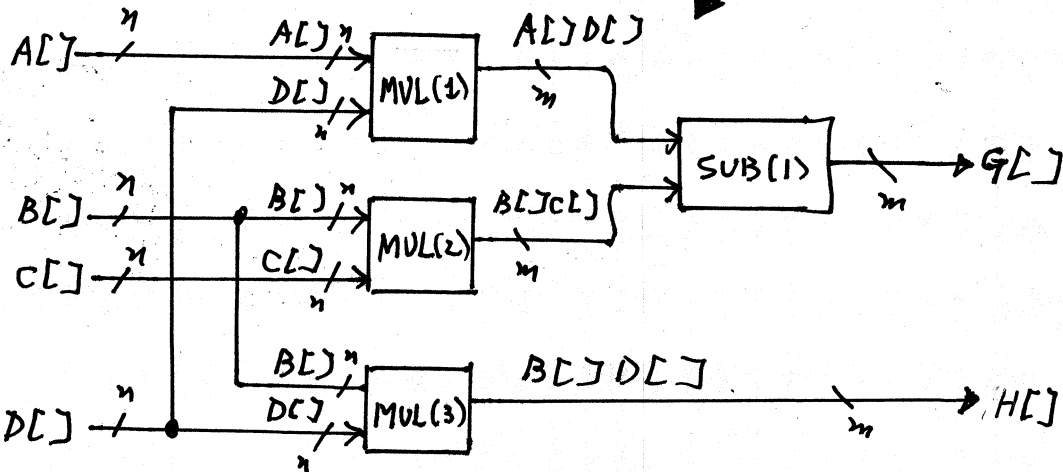 n
A[] A[] n A[]D[]
MUL(1)
D[] n m
SUB(1) G[]
m
n
B[] B[] n B[]C[]
MUL(2)
n
C[] C[] n m
B[] n B[]D[]
MUL(3) H[]
n
D[] D[] n m